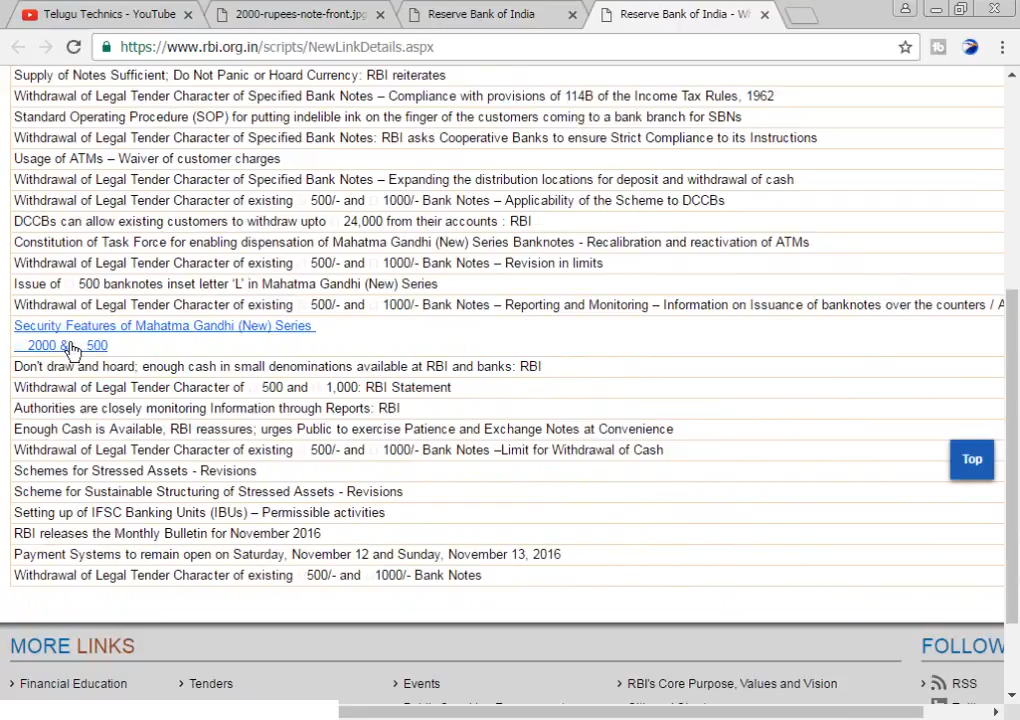 Telugu Technics - YouTube
2000-rupees-note-front.jpg
Reserve Bank of India
Reserve Bank of India - Wh
https://www.rbi.org.in/scripts/NewLinkDetails.aspx
Supply of Notes Sufficient; Do Not Panic or Hoard Currency: RBI reiterates
Withdrawal of Legal Tender Character of Specified Bank Notes – Compliance with provisions of 114B of the Income Tax Rules, 1962
Standard Operating Procedure (SOP) for putting indelible ink on the finger of the customers coming to a bank branch for SBNs
Withdrawal of Legal Tender Character of Specified Bank Notes: RBI asks Cooperative Banks to ensure Strict Compliance to its Instructions
Usage of ATMs – Waiver of customer charges
Withdrawal of Legal Tender Character of Specified Bank Notes – Expanding the distribution locations for deposit and withdrawal of cash
Withdrawal of Legal Tender Character of existing 500/- and 1000/- Bank Notes – Applicability of the Scheme to DCCBs
DCCBs can allow existing customers to withdraw upto 24,000 from their accounts : RBI
Constitution of Task Force for enabling dispensation of Mahatma Gandhi (New) Series Banknotes - Recalibration and reactivation of ATMs
Withdrawal of Legal Tender Character of existing 500/- and 1000/- Bank Notes – Revision in limits
Issue of 500 banknotes inset letter 'L' in Mahatma Gandhi (New) Series
Withdrawal of Legal Tender Character of existing 500/- and 1000/- Bank Notes – Reporting and Monitoring – Information on Issuance of banknotes over the counters / A
Security Features of Mahatma Gandhi (New) Series
2000 & 500
Don't draw and hoard; enough cash in small denominations available at RBI and banks: RBI
Withdrawal of Legal Tender Character of 500 and 1,000: RBI Statement
Authorities are closely monitoring Information through Reports: RBI
Enough Cash is Available, RBI reassures; urges Public to exercise Patience and Exchange Notes at Convenience
Withdrawal of Legal Tender Character of existing 500/- and 1000/- Bank Notes –Limit for Withdrawal of Cash
Top
Schemes for Stressed Assets - Revisions
Scheme for Sustainable Structuring of Stressed Assets - Revisions
Setting up of IFSC Banking Units (IBUs) – Permissible activities
RBI releases the Monthly Bulletin for November 2016
Payment Systems to remain open on Saturday, November 12 and Sunday, November 13, 2016
Withdrawal of Legal Tender Character of existing 500/- and 1000/- Bank Notes
MORE LINKS
FOLLOW
Financial Education
Tenders
Events
RBI's Core Purpose, Values and Vision
RSS